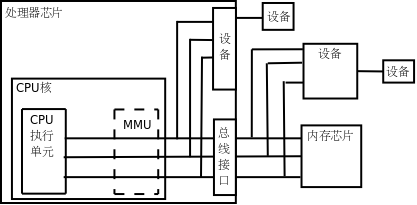 处理器芯片
设备
设
备
设备
设备
CPU核
CPU
执行
单元
MMU
总
线
接
口
内存芯片